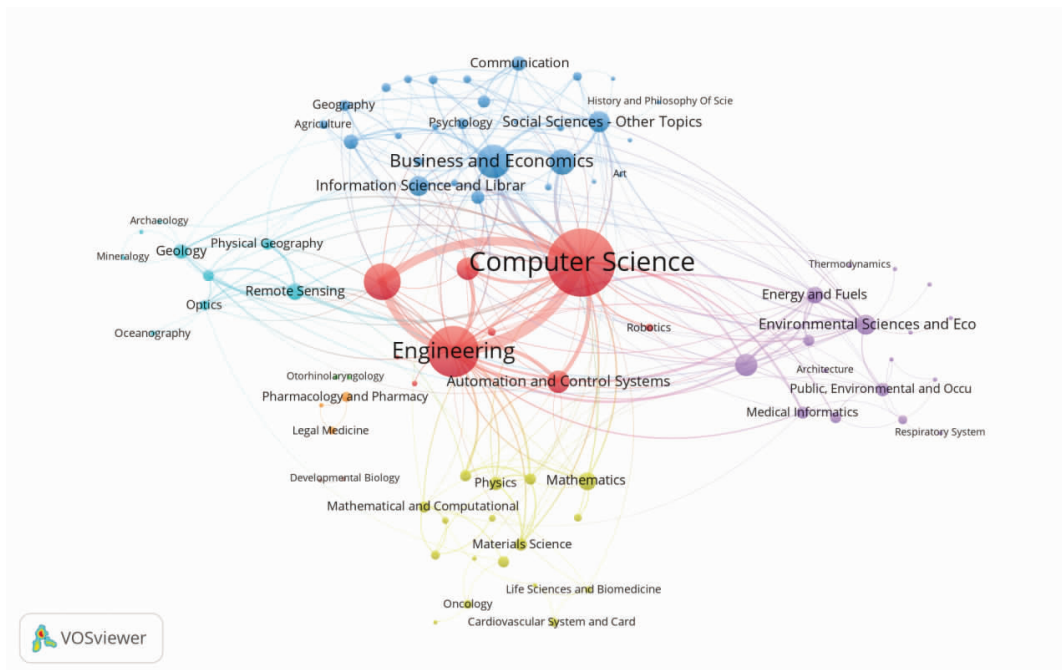 Communication
History and Philosophy Of Scie
Geography
Agriculture
Psychology
Social Sciences - Other Topics
Business and Economics
Art
Information Science and Librar
Archaeology
Physical Geography
Geology
Mineralogy
Computer Science
Thermodynamics
Remote Sensing
Energy and Fuels
Optics
Environmental Sciences and Eco
Robotics
Oceanography
Engineering
Architecture
Otorhinolaryngology
Automation and Control Systems
Public, Environmental and Occu
Pharmacology and Pharmacy
Medical Informatics
Legal Medicine
Respiratory System
Developmental Biology
Physics
Mathematics
Mathematical and Computational
Materials Science
Life Sciences and Biomedicine
Oncology
Cardiovascular System and Card
VOSviewer